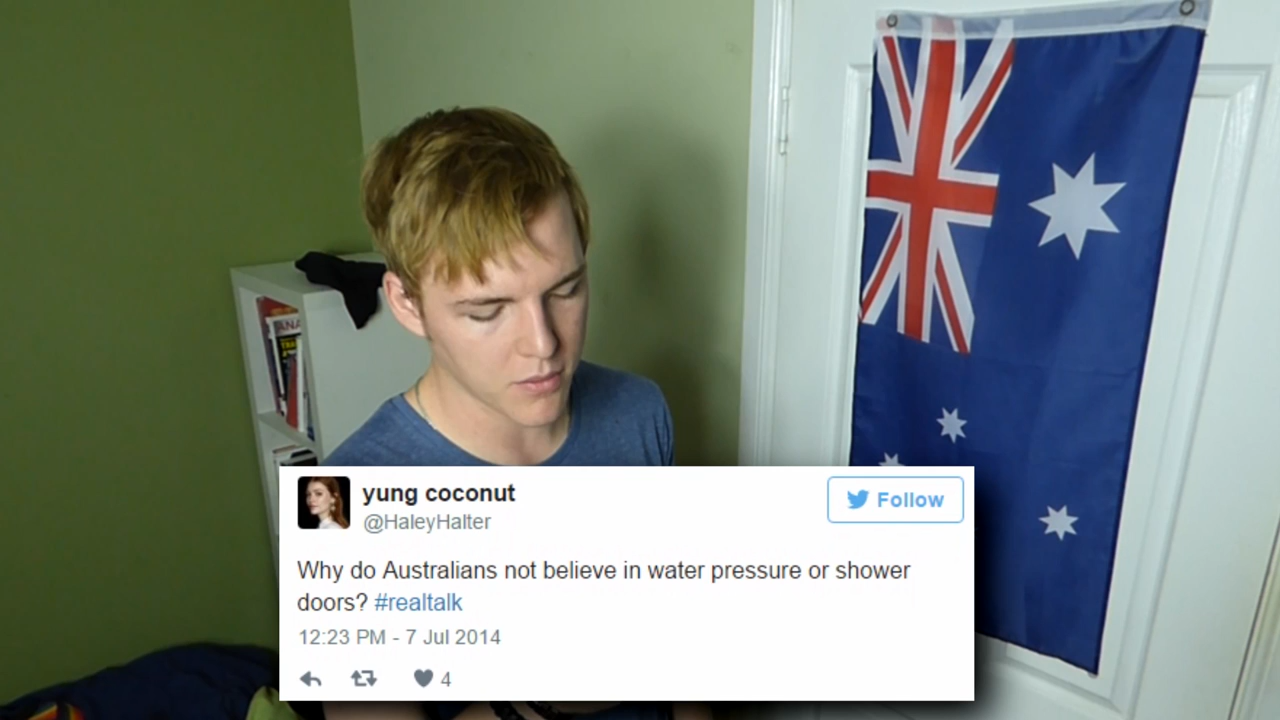 yung coconut
@HaleyHalter
Follow
Why do Australians not believe in water pressure or shower
doors? #realtalk
12:23 PM - 7 Jul 2014
4